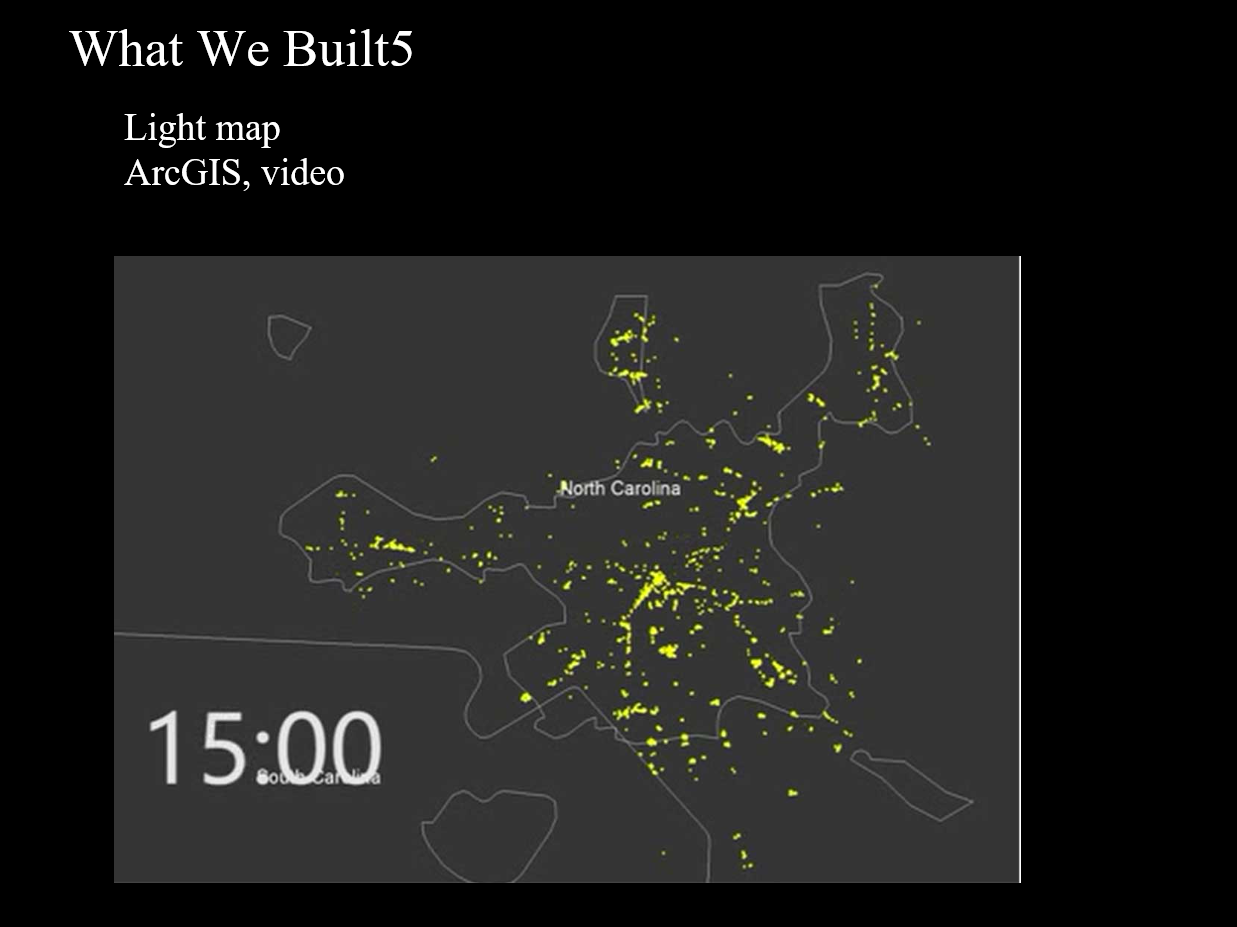 What We Built5
Light map
ArcGIS, video
North Carolina
15:00
South Carolina